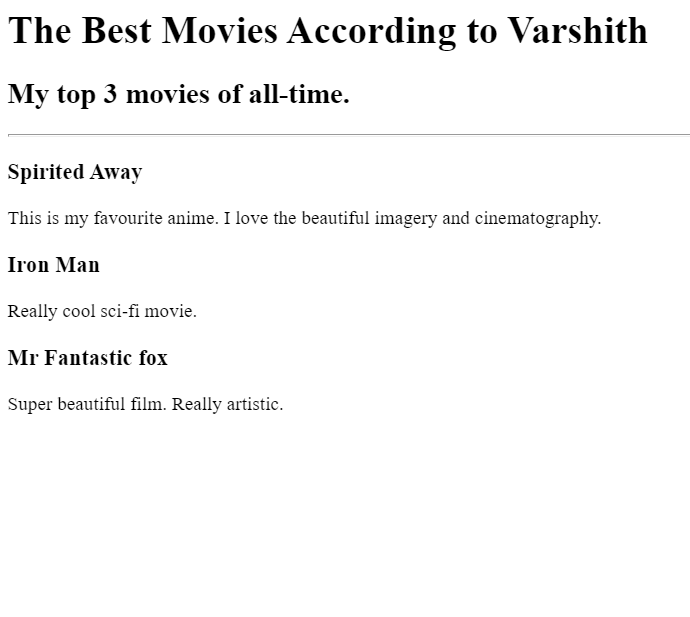 The Best Movies According to Varshith
My top 3 movies of all-time.
Spirited Away
This is my favourite anime. I love the beautiful imagery and cinematography.
Iron Man
Really cool sci-fi movie.
Mr Fantastic fox
Super beautiful film. Really artistic.